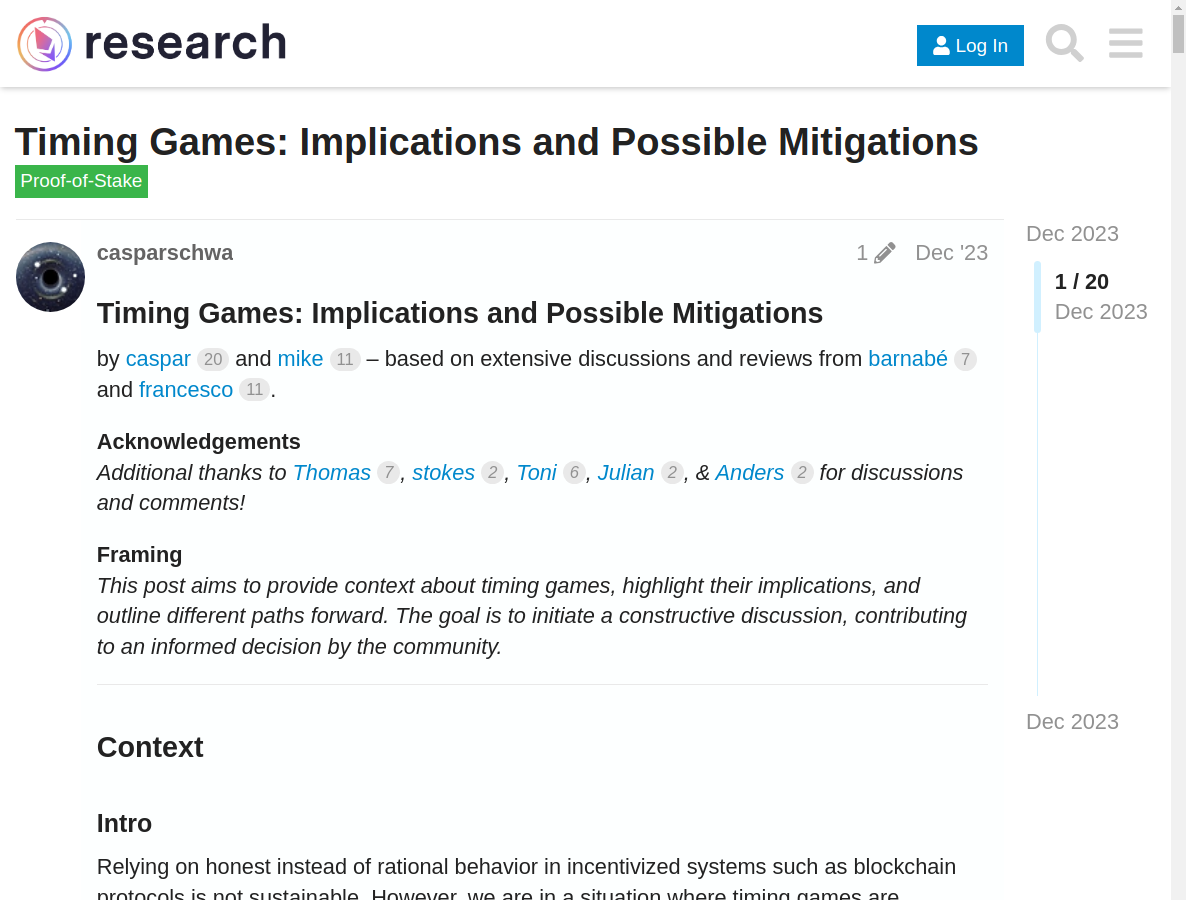 research
Log In
Timing Games: Implications and Possible Mitigations
Proof-of-Stake
casparschwa 1 Dec '23
Timing Games: Implications and Possible Mitigations
by caspar 20 and mike 11 – based on extensive discussions and reviews from barnabé 7
and francesco 11.
Acknowledgements
Additional thanks to Thomas 7, stokes 2, Toni 6, Julian 2, & Anders 2 for discussions
and comments!
Framing
This post aims to provide context about timing games, highlight their implications, and
outline different paths forward. The goal is to initiate a constructive discussion, contributing
to an informed decision by the community.
Context
Intro
Relying on honest instead of rational behavior in incentivized systems such as blockchain
protocols is not sustainable. However, we are in a situation where timing games are
Dec 2023
1 / 20
Dec 2023
Dec 2023